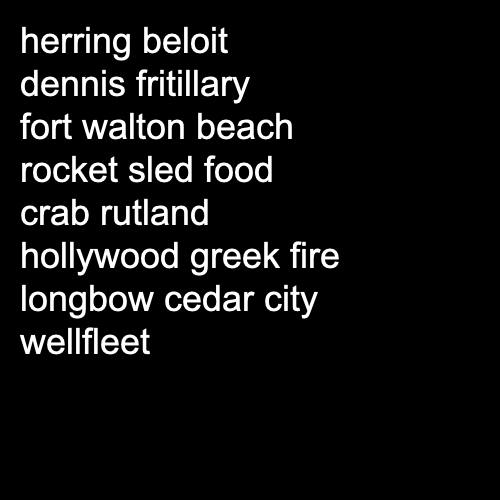 herring beloit
dennis fritillary
fort walton beach
rocket sled food
crab rutland
hollywood greek fire
longbow cedar city
wellfleet